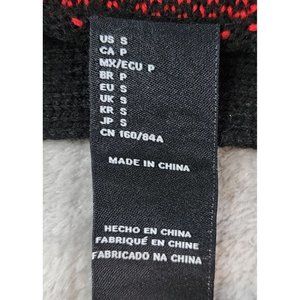 US S
CA P
MX/ECU P
BR P
EU S
UK S
KR S
JP S
CN 160/84A
MADE IN CHINA
HECHO EN CHINA
FABRIQUÉ EN CHINE
FABRICADO NA CHINA